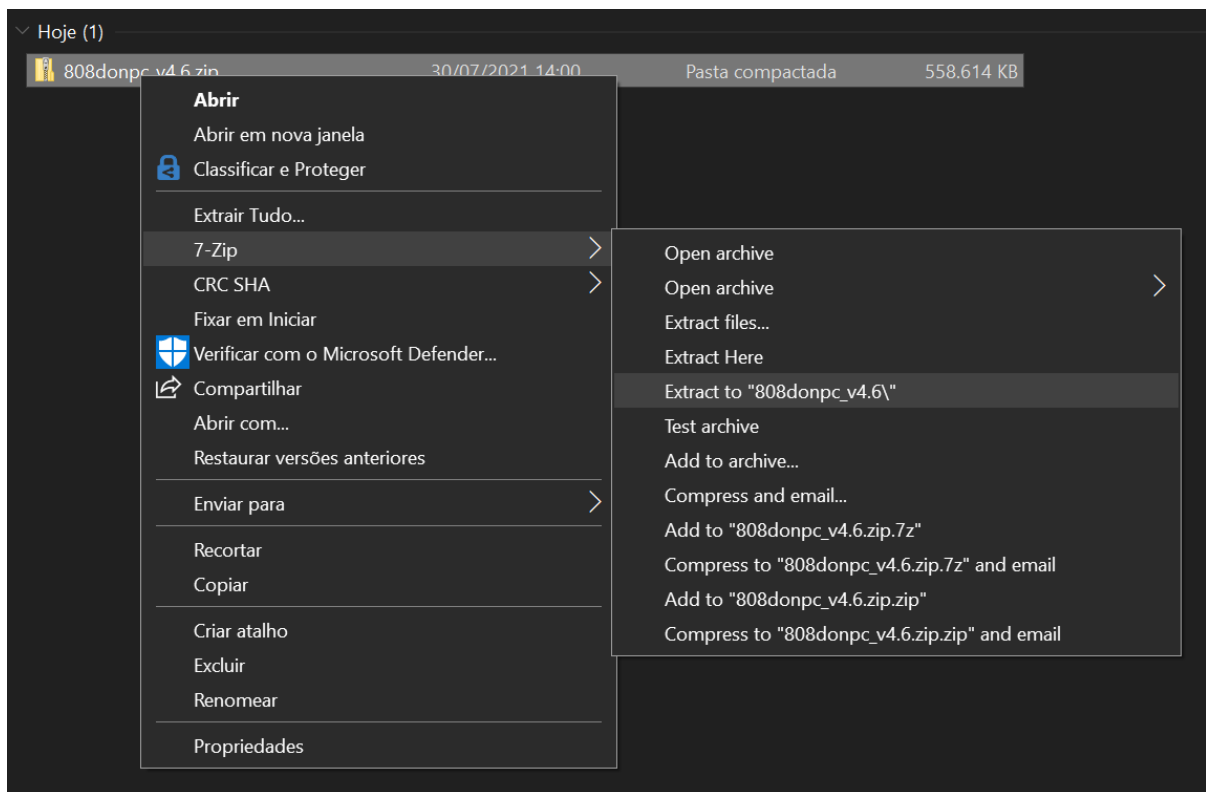 Hoje (1)
808donpc_v4.6.zip 30/07/2021 14:00 Pasta compactada 558.614 KB
Abrir
Abrir em nova janela
Classificar e Proteger
Extrair Tudo...
7-Zip
CRC SHA
Fixar em Iniciar
Verificar com o Microsoft Defender...
Compartilhar
Abrir com...
Restaurar versões anteriores
Enviar para
Recortar
Copiar
Criar atalho
Excluir
Renomear
Propriedades
Open archive
Open archive
Extract files...
Extract Here
Extract to "808donpc_v4.6\"
Test archive
Add to archive...
Compress and email...
Add to "808donpc_v4.6.zip.7z"
Compress to "808donpc_v4.6.zip.7z" and email
Add to "808donpc_v4.6.zip.zip"
Compress to "808donpc_v4.6.zip.zip" and email